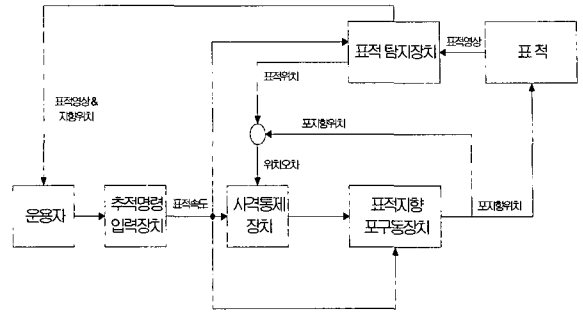 표적 탐지장치
표적영상
표 적
표적위치
표적영상 &
지향위치
포지향위치
위치오차
운용자
추적명령
입력장치
표적속도
사격통제
장치
표적지향
포구동장치
포지향위치